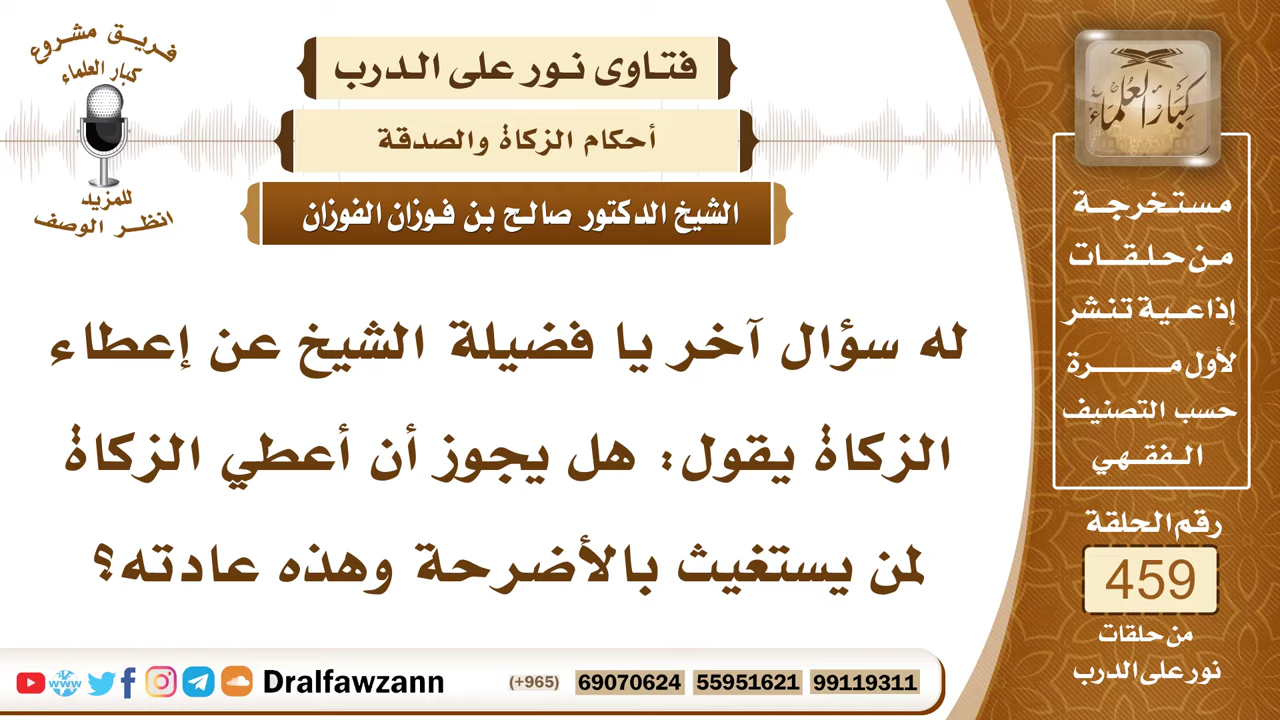 فريق مشروع
كبار العلماء
للمزيد
انظر الوصف
فتاوى نور على الدرب
أحكام الزكاة والصدقة
الشيخ الدكتور صالح بن فوزان الفوزان
له سؤال آخر يا فضيلة الشيخ عن إعطاء
الزكاة يقول: هل يجوز أن أعطي الزكاة
لمن يستغيث بالأضرحة وهذه عادته؟
كبار العلماء
مستخرجة
من حلقات
إذاعية تنشر
لأول مرة
حسب التصنيف
الفقهي
رقم الحلقة
459
من حلقات
نور على الدرب
www
Dralfawzann
(+965) 69070624 55951621 99119311